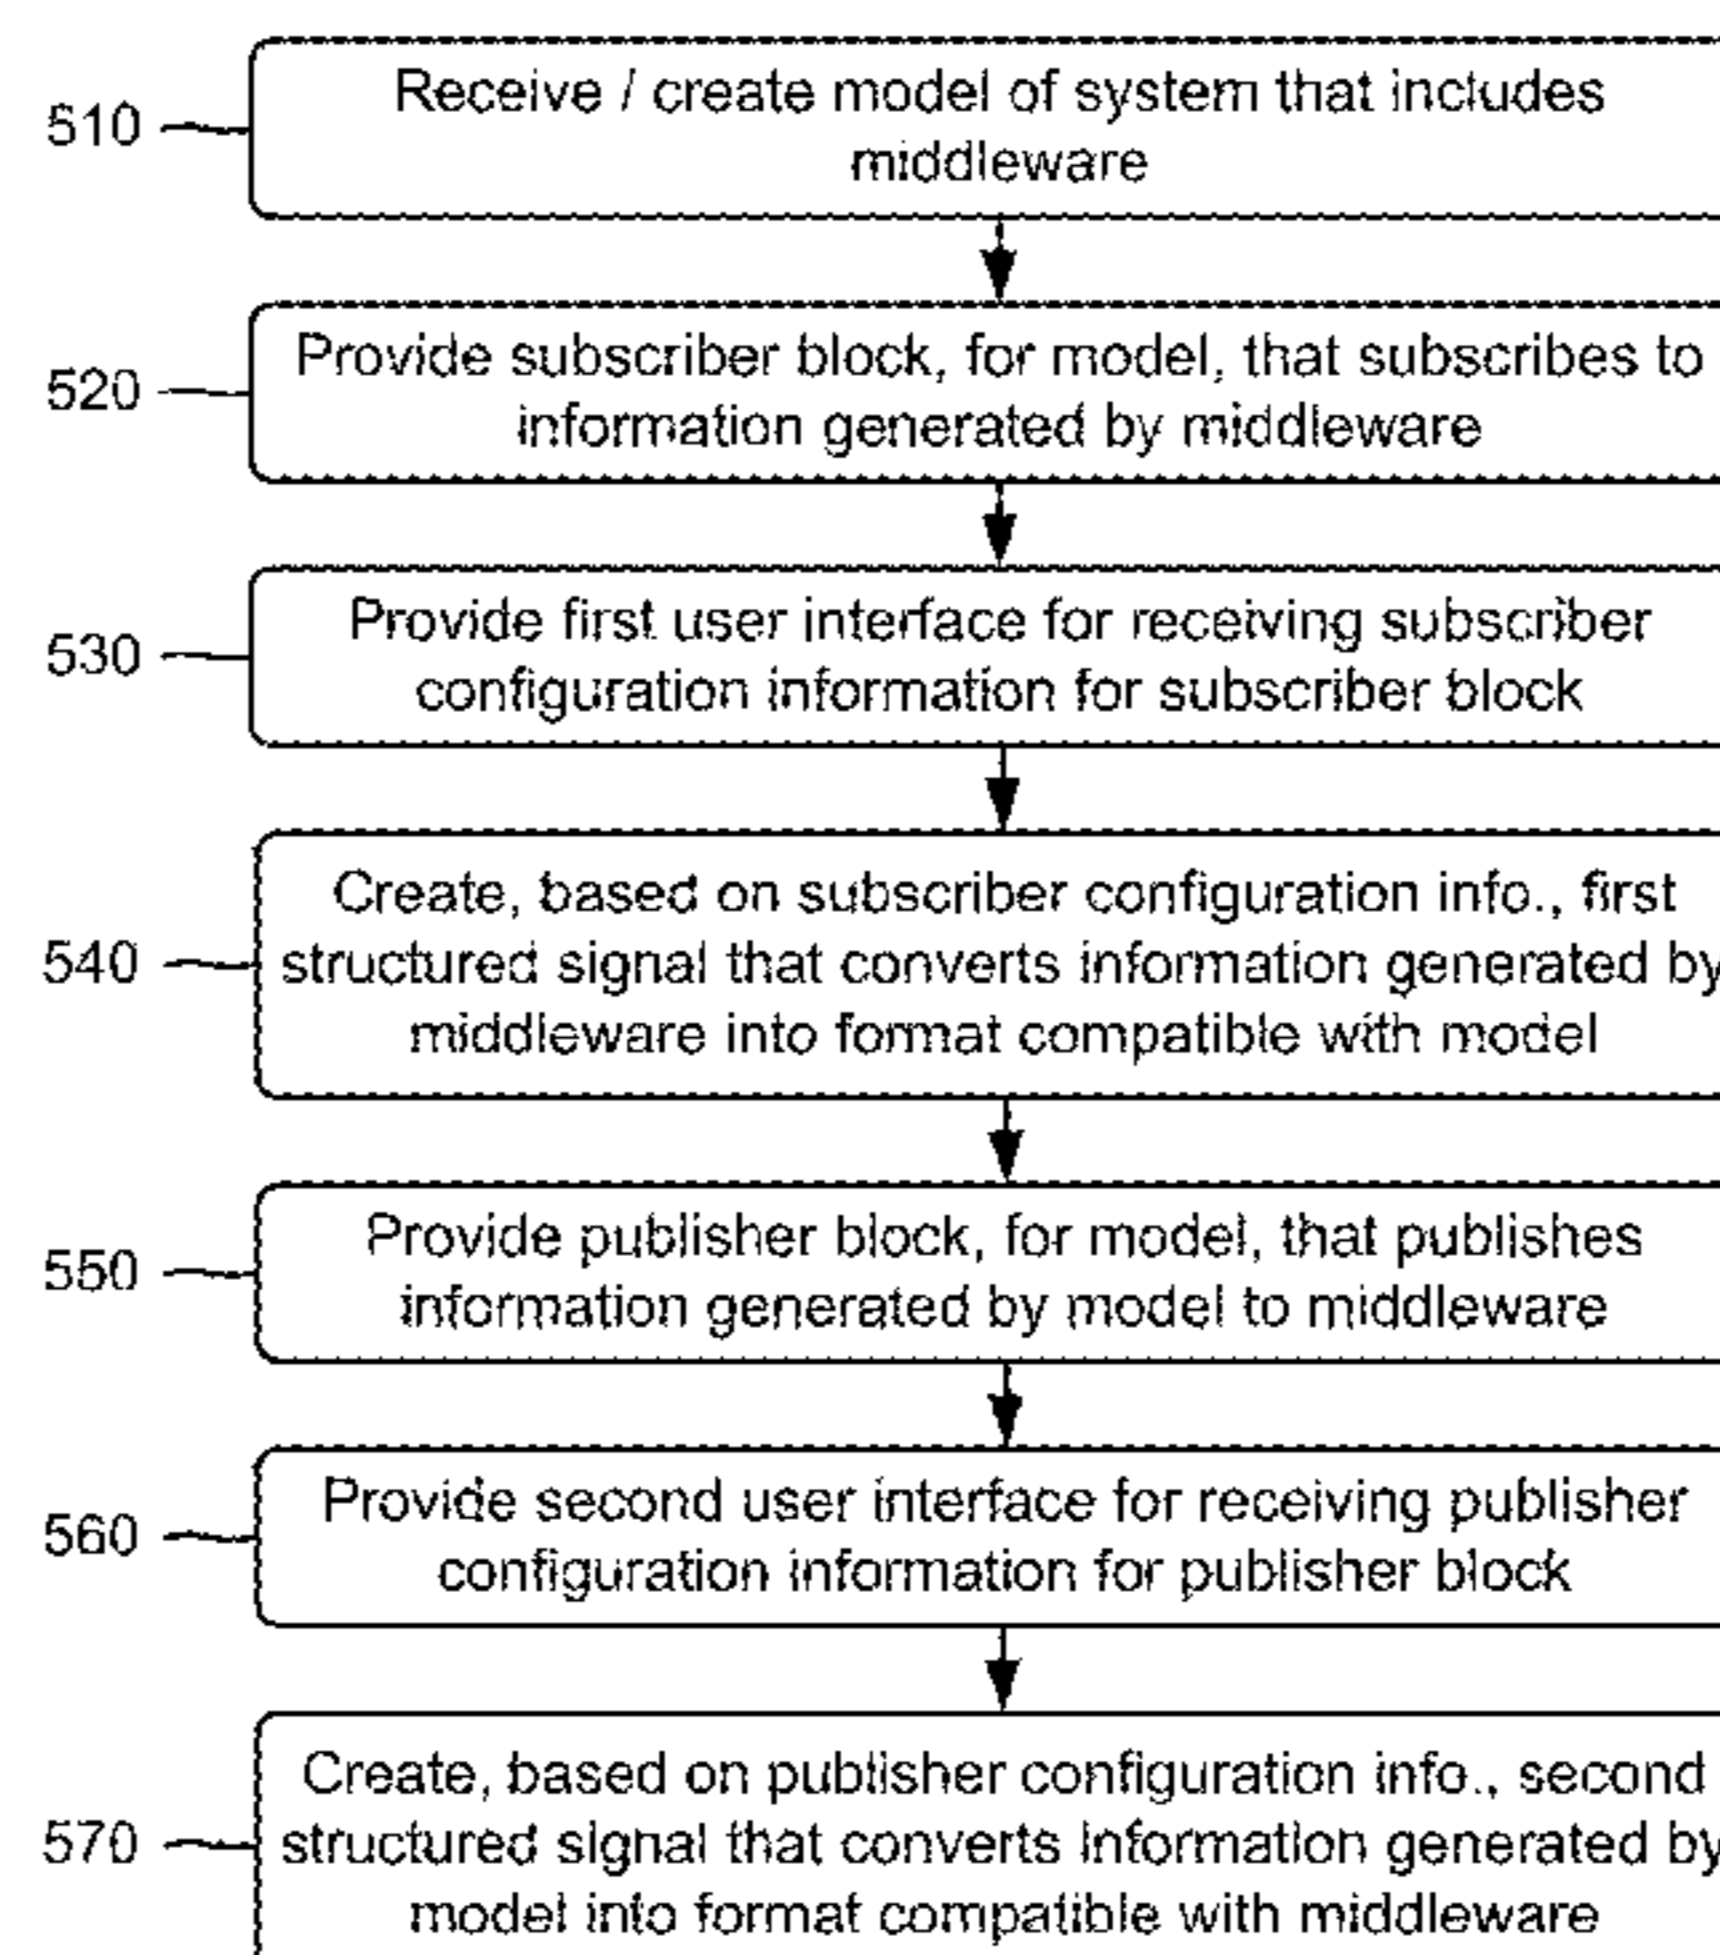 510
Receive / create model of system that includes
middleware
520
Provide subscriber block, for model, that subscribes to
information generated by middleware
530
Provide first user interface for receiving subscriber
configuration information for subscriber block
540
Create, based on subscriber configuration info., first
structured signal that converts information generated by
middleware into format compatible with model
550
Provide publisher block, for model, that publishes
information generated by model to middleware
560
Provide second user interface for receiving publisher
configuration information for publisher block
570
Create, based on publisher configuration info., second
structured signal that converts information generated by
model into format compatible with middleware